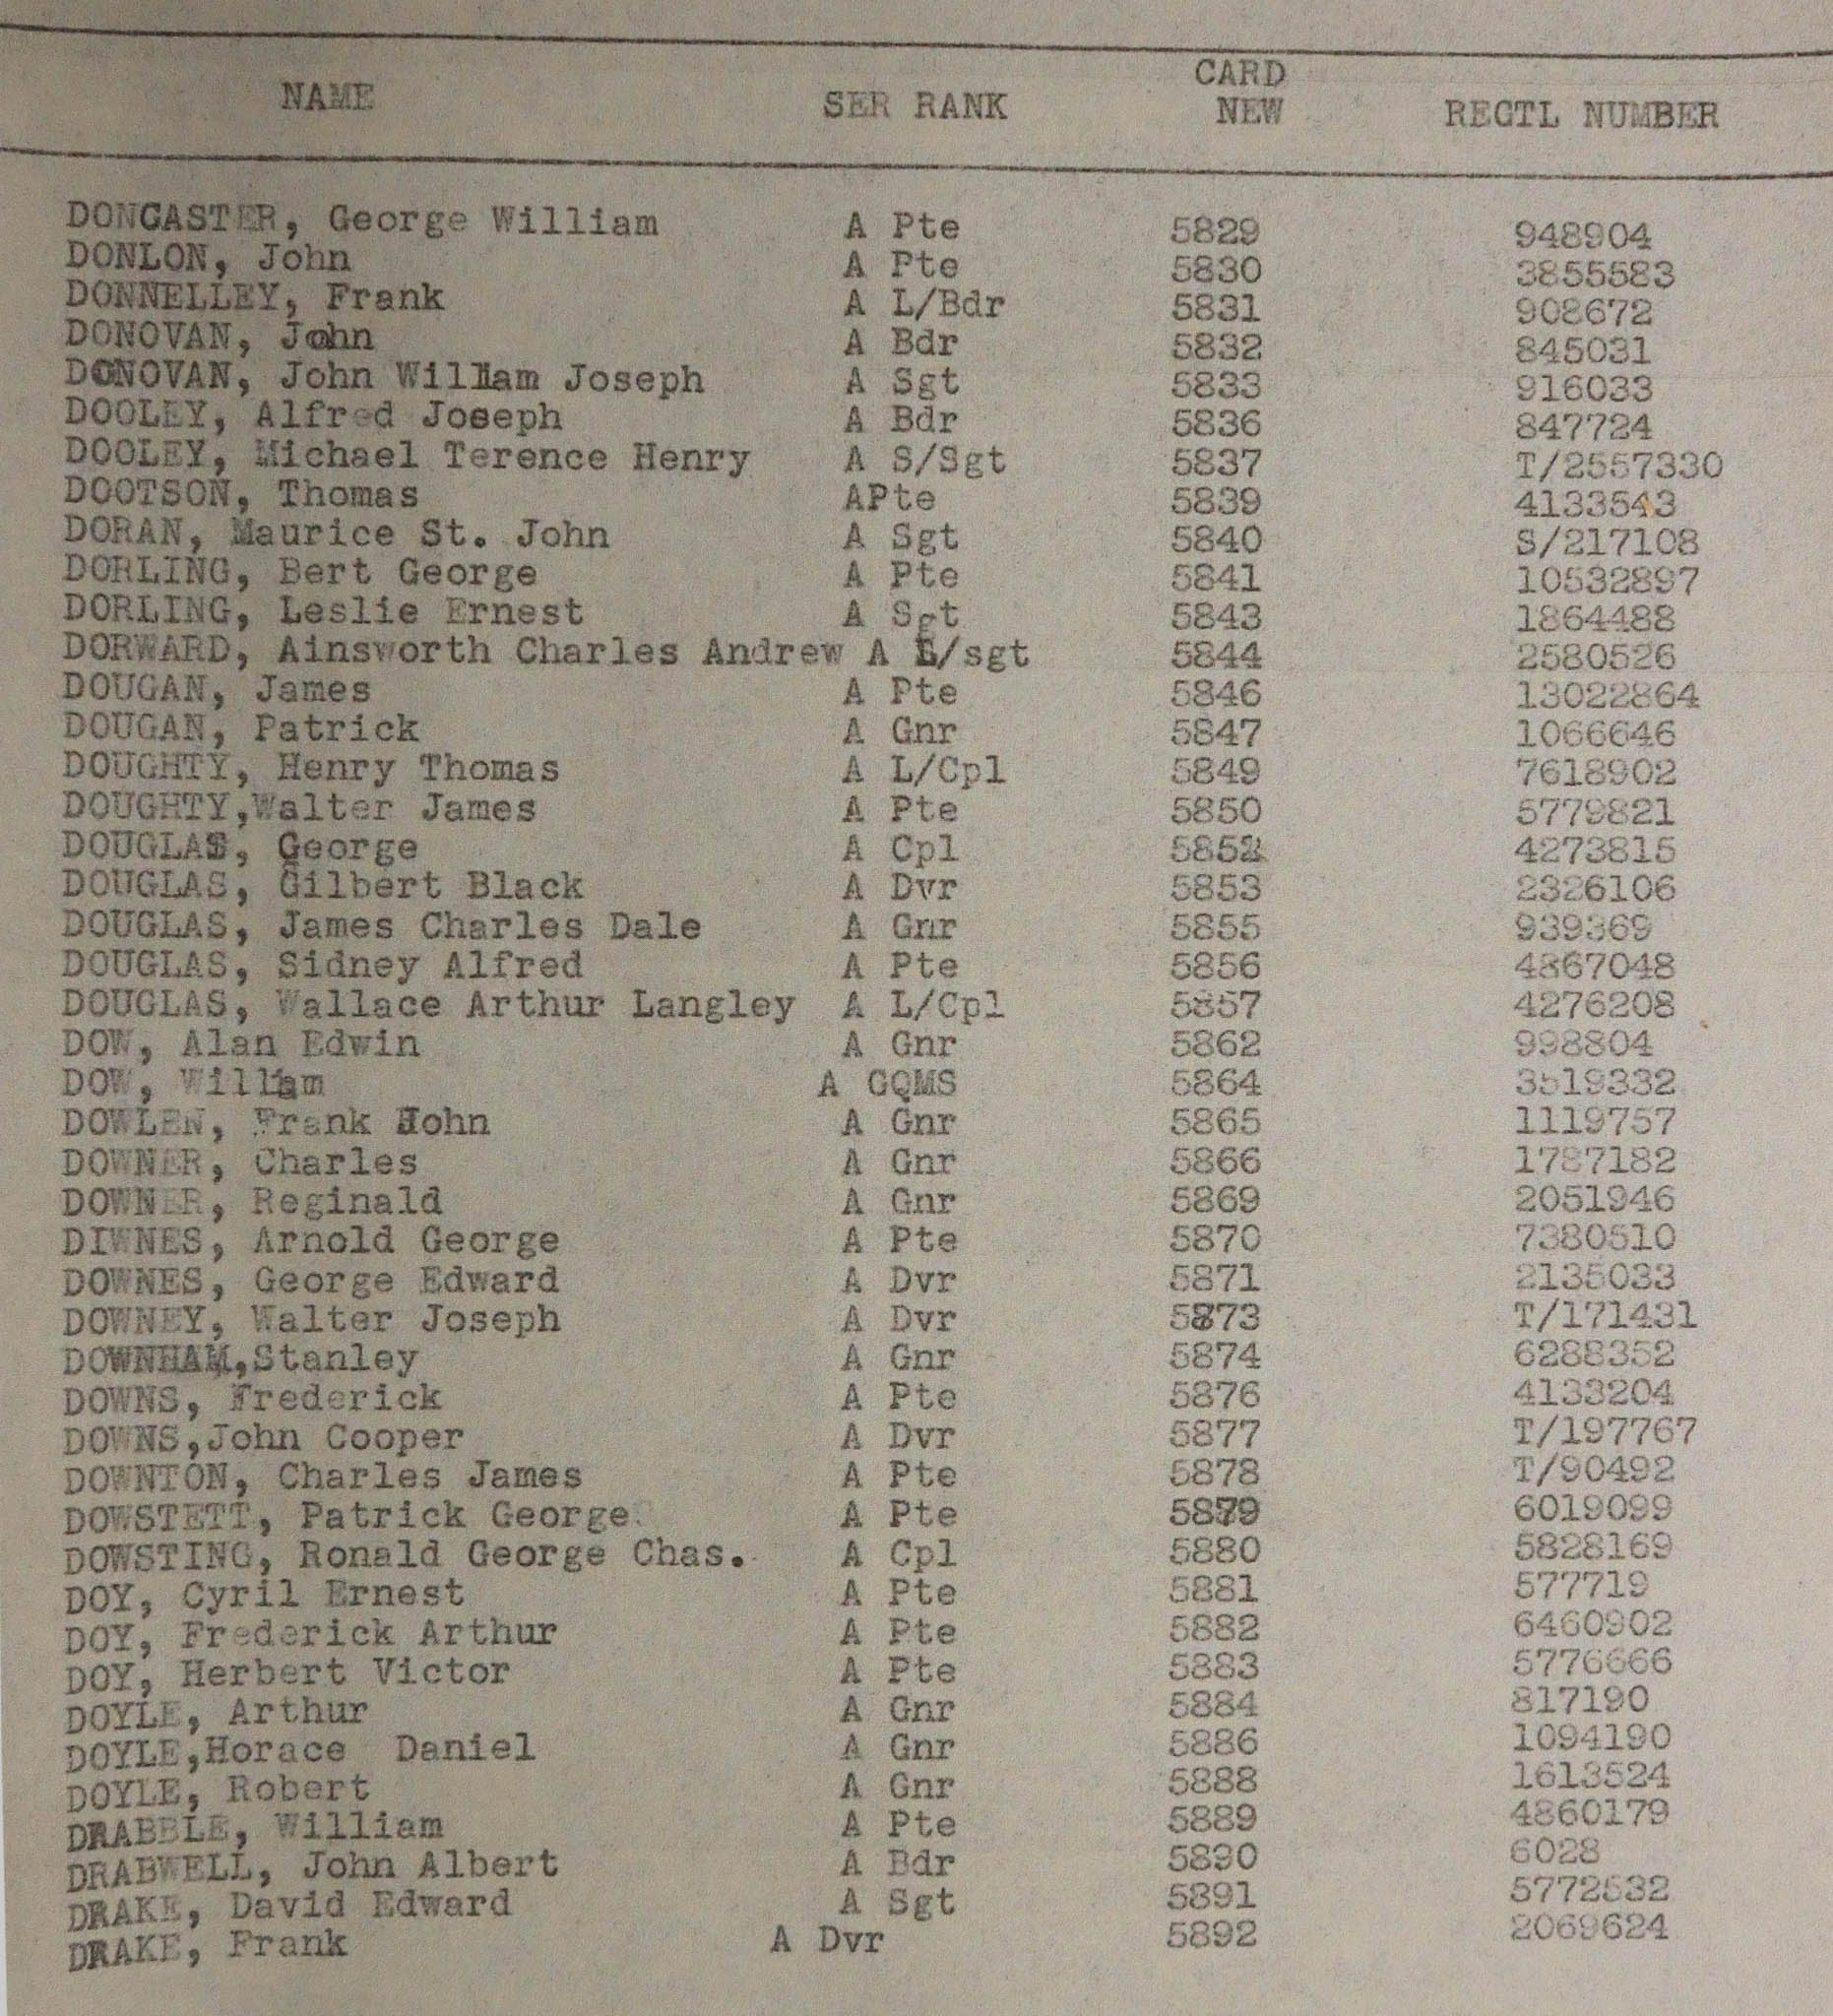 NAME SER RANK CARD NEW REGTL NUMBER
DONCASTER, George William A Pte 5829 948904
DONLON, John A Pte 5830 3855583
DONNELLEY, Frank A L/Bdr 5831 908672
DONOVAN, John A Bdr 5832 845031
DONOVAN, John William Joseph A Sgt 5833 916033
DOOLEY, Alfred Joseph A Bdr 5836 847724
DOOLEY, Michael Terence Henry A S/Sgt 5837 T/2557330
DOOTSON, Thomas APte 5839 4133543
DORAN, Maurice St. John A Sgt 5840 S/217108
DORLING, Bert George A Pte 5841 10532897
DORLING, Leslie Ernest A Sgt 5843 1864488
DORWARD, Ainsworth Charles Andrew A 5844 2580526
DOUGAN, James A Pte 5846 13022864
DOUGAN, Patrick A Gnr 5847 1066646
DOUGHTY, Henry Thomas A L/Cpl 5849 7618902
DOUGHTY,Walter James A Pte 5850 5779821
DOUGLAS, George A Cpl 5852 4273815
DOUGLAS, Gilbert Black A Dvr 5853 2326106
DOUGLAS, James Charles Dale A Gnr 5855 939369
DOUGLAS, Sidney Alfred A Pte 5856 4867048
DOUGLAS, Wallace Arthur Langley A L/Cpl 5857 4276208
DOW, Alan Edwin A Gnr 5862 998804
DOW, William A CQMS 5864 3519332
DOWLEN, Frank John A Gnr 5865 1119757
DOWNER, Charles A Gnr 5866 1787182
DOWNER, Reginald A Gnr 5869 2051946
DIWNES, Arnold George A Pte 5870 7380510
DOWNES, George Edward A Dvr 5871 2135033
DOWNEY, Walter Joseph A Dvr 5873 T/171431
DOWNHAM,Stanley A Gnr 5874 6288352
DOWNS, Frederick A Pte 5876 4133204
DOWNS,John Cooper A Dvr 5877 T/197767
DOWNTON, Charles James A Pte 5878 T/90492
DOWSTETT, Patrick George A Pte 5879 6019099
DOWSTING, Ronald George Chas. A Cpl 5880 5828169
DOY, Cyril Ernest A Pte 5881 577719
DOY, Frederick Arthur A Pte 5882 6460902
DOY, Herbert Victor A Pte 5883 5776666
DOYLE, Arthur A Gnr 5884 817190
DOYLE,Horace Daniel A Gnr 5886 1094190
DOYLE, Robert A Gnr 5888 1613524
DRABBLE, William A Pte 5889 4860179
DRABWELL, John Albert A Bdr 5890 6028
DRAKE, David Edward A Sgt 5891 5772532
DRAKE, Frank A Dvr 5892 2069624